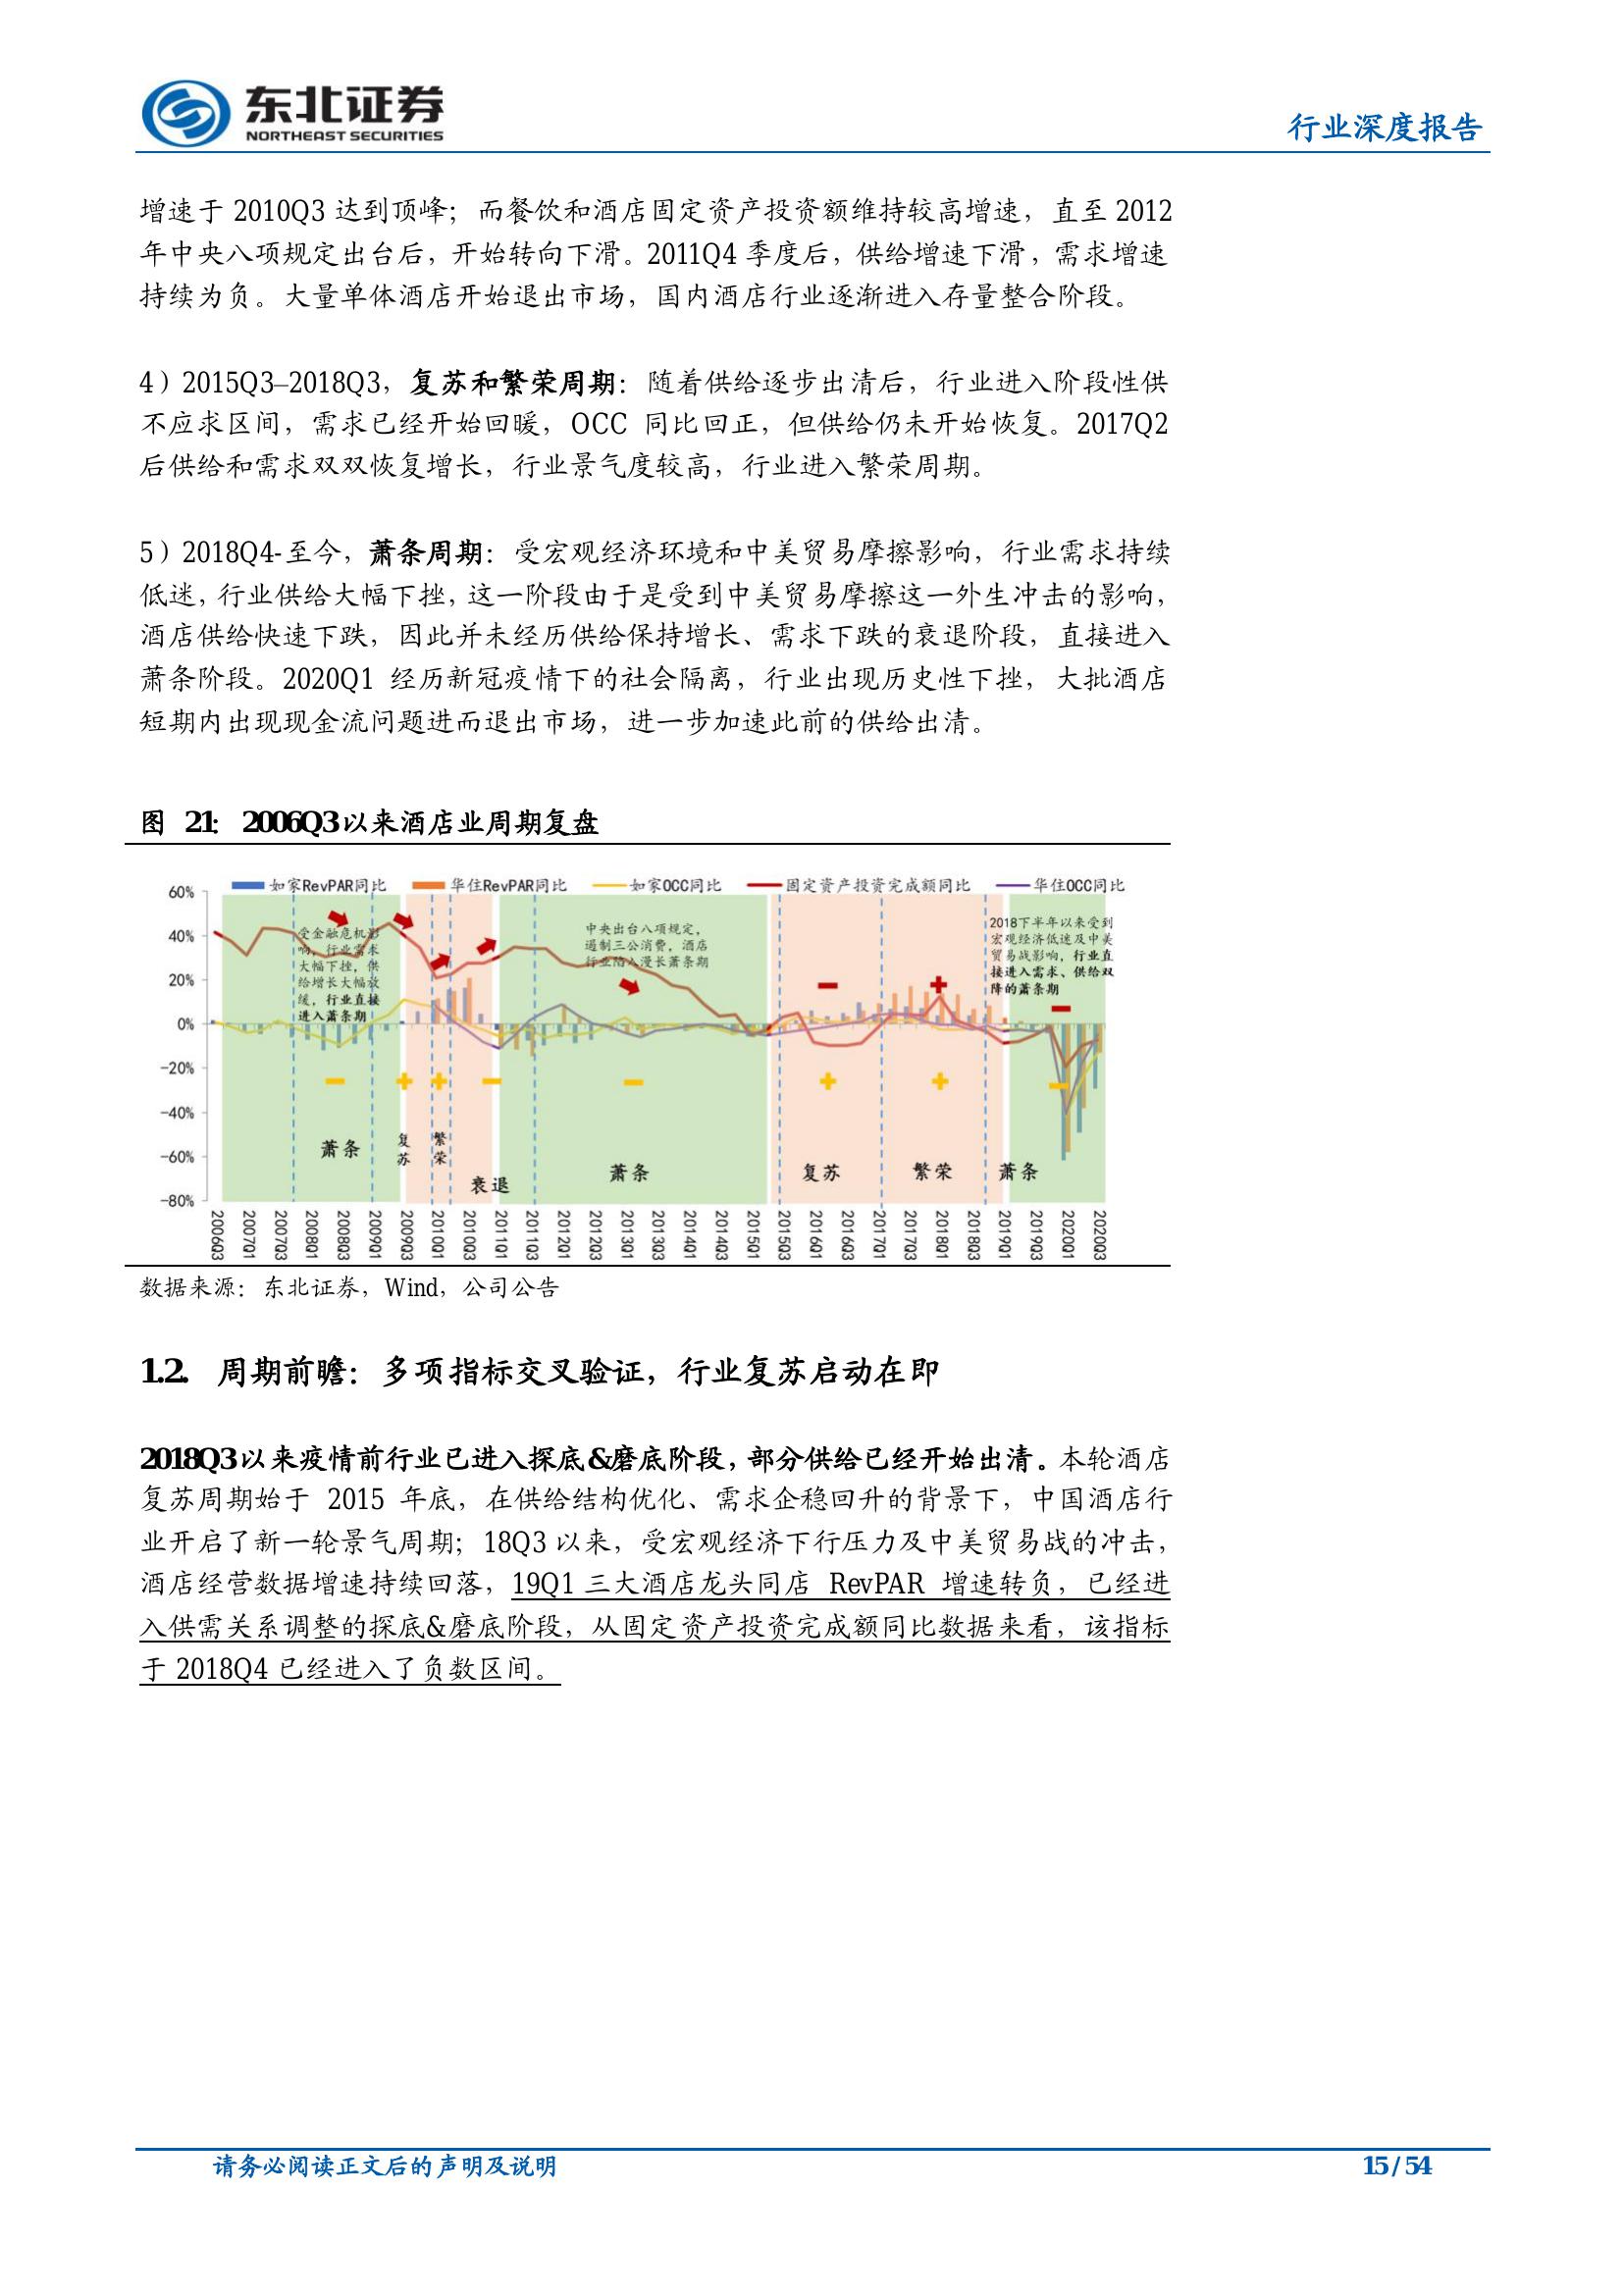 东北证券
NORTHEAST SECURITIES
行业深度报告
增速于 2010Q3 达到顶峰；而餐饮和酒店固定资产投资额维持较高增速，直至 2012
年中央八项规定出台后，开始转向下滑。2011Q4 季度后，供给增速下滑，需求增速
持续为负。大量单体酒店开始退出市场，国内酒店行业逐渐进入存量整合阶段。
4）2015Q3–2018Q3，复苏和繁荣周期：随着供给逐步出清后，行业进入阶段性供
不应求区间，需求已经开始回暖，OCC 同比回正，但供给仍未开始恢复。2017Q2
后供给和需求双双恢复增长，行业景气度较高，行业进入繁荣周期。
5）2018Q4-至今，萧条周期：受宏观经济环境和中美贸易摩擦影响，行业需求持续
低迷，行业供给大幅下挫，这一阶段由于是受到中美贸易摩擦这一外生冲击的影响，
酒店供给快速下跌，因此并未经历供给保持增长、需求下跌的衰退阶段，直接进入
萧条阶段。2020Q1 经历新冠疫情下的社会隔离，行业出现历史性下挫，大批酒店
短期内出现现金流问题进而退出市场，进一步加速此前的供给出清。
图 21：2006Q3 以来酒店业周期复盘
如家RevPAR同比 华住RevPAR同比 如家OCC同比 固定资产投资完成额同比 华住OCC同比
60%
40%
20%
0%
-20%
-40%
-60%
-80%
受金融危机影
响，行业需求
大幅下挫，供
给增长大幅放
缓，行业直接
进入萧条期
中央出台八项规定，
遏制三公消费，酒店
行业陷入漫长萧条期
2018下半年以来受到
宏观经济低迷及中美
贸易战影响，行业直
接进入需求、供给双
降的萧条期
萧条
复苏
繁荣
衰退
萧条
复苏
繁荣
萧条
2006Q3 2007Q1 2007Q3 2008Q1 2008Q3 2009Q1 2009Q3 2010Q1 2010Q3 2011Q1 2011Q3 2012Q1 2012Q3 2013Q1 2013Q3 2014Q1 2014Q3 2015Q1 2015Q3 2016Q1 2016Q3 2017Q1 2017Q3 2018Q1 2018Q3 2019Q1 2019Q3 2020Q1 2020Q3
数据来源：东北证券，Wind，公司公告
1.2. 周期前瞻：多项指标交叉验证，行业复苏启动在即
2018Q3 以来疫情前行业已进入探底&磨底阶段，部分供给已经开始出清。本轮酒店
复苏周期始于 2015 年底，在供给结构优化、需求企稳回升的背景下，中国酒店行
业开启了新一轮景气周期；18Q3 以来，受宏观经济下行压力及中美贸易战的冲击，
酒店经营数据增速持续回落，19Q1 三大酒店龙头同店 RevPAR 增速转负，已经进
入供需关系调整的探底&磨底阶段，从固定资产投资完成额同比数据来看，该指标
于 2018Q4 已经进入了负数区间。
请务必阅读正文后的声明及说明
15 / 54